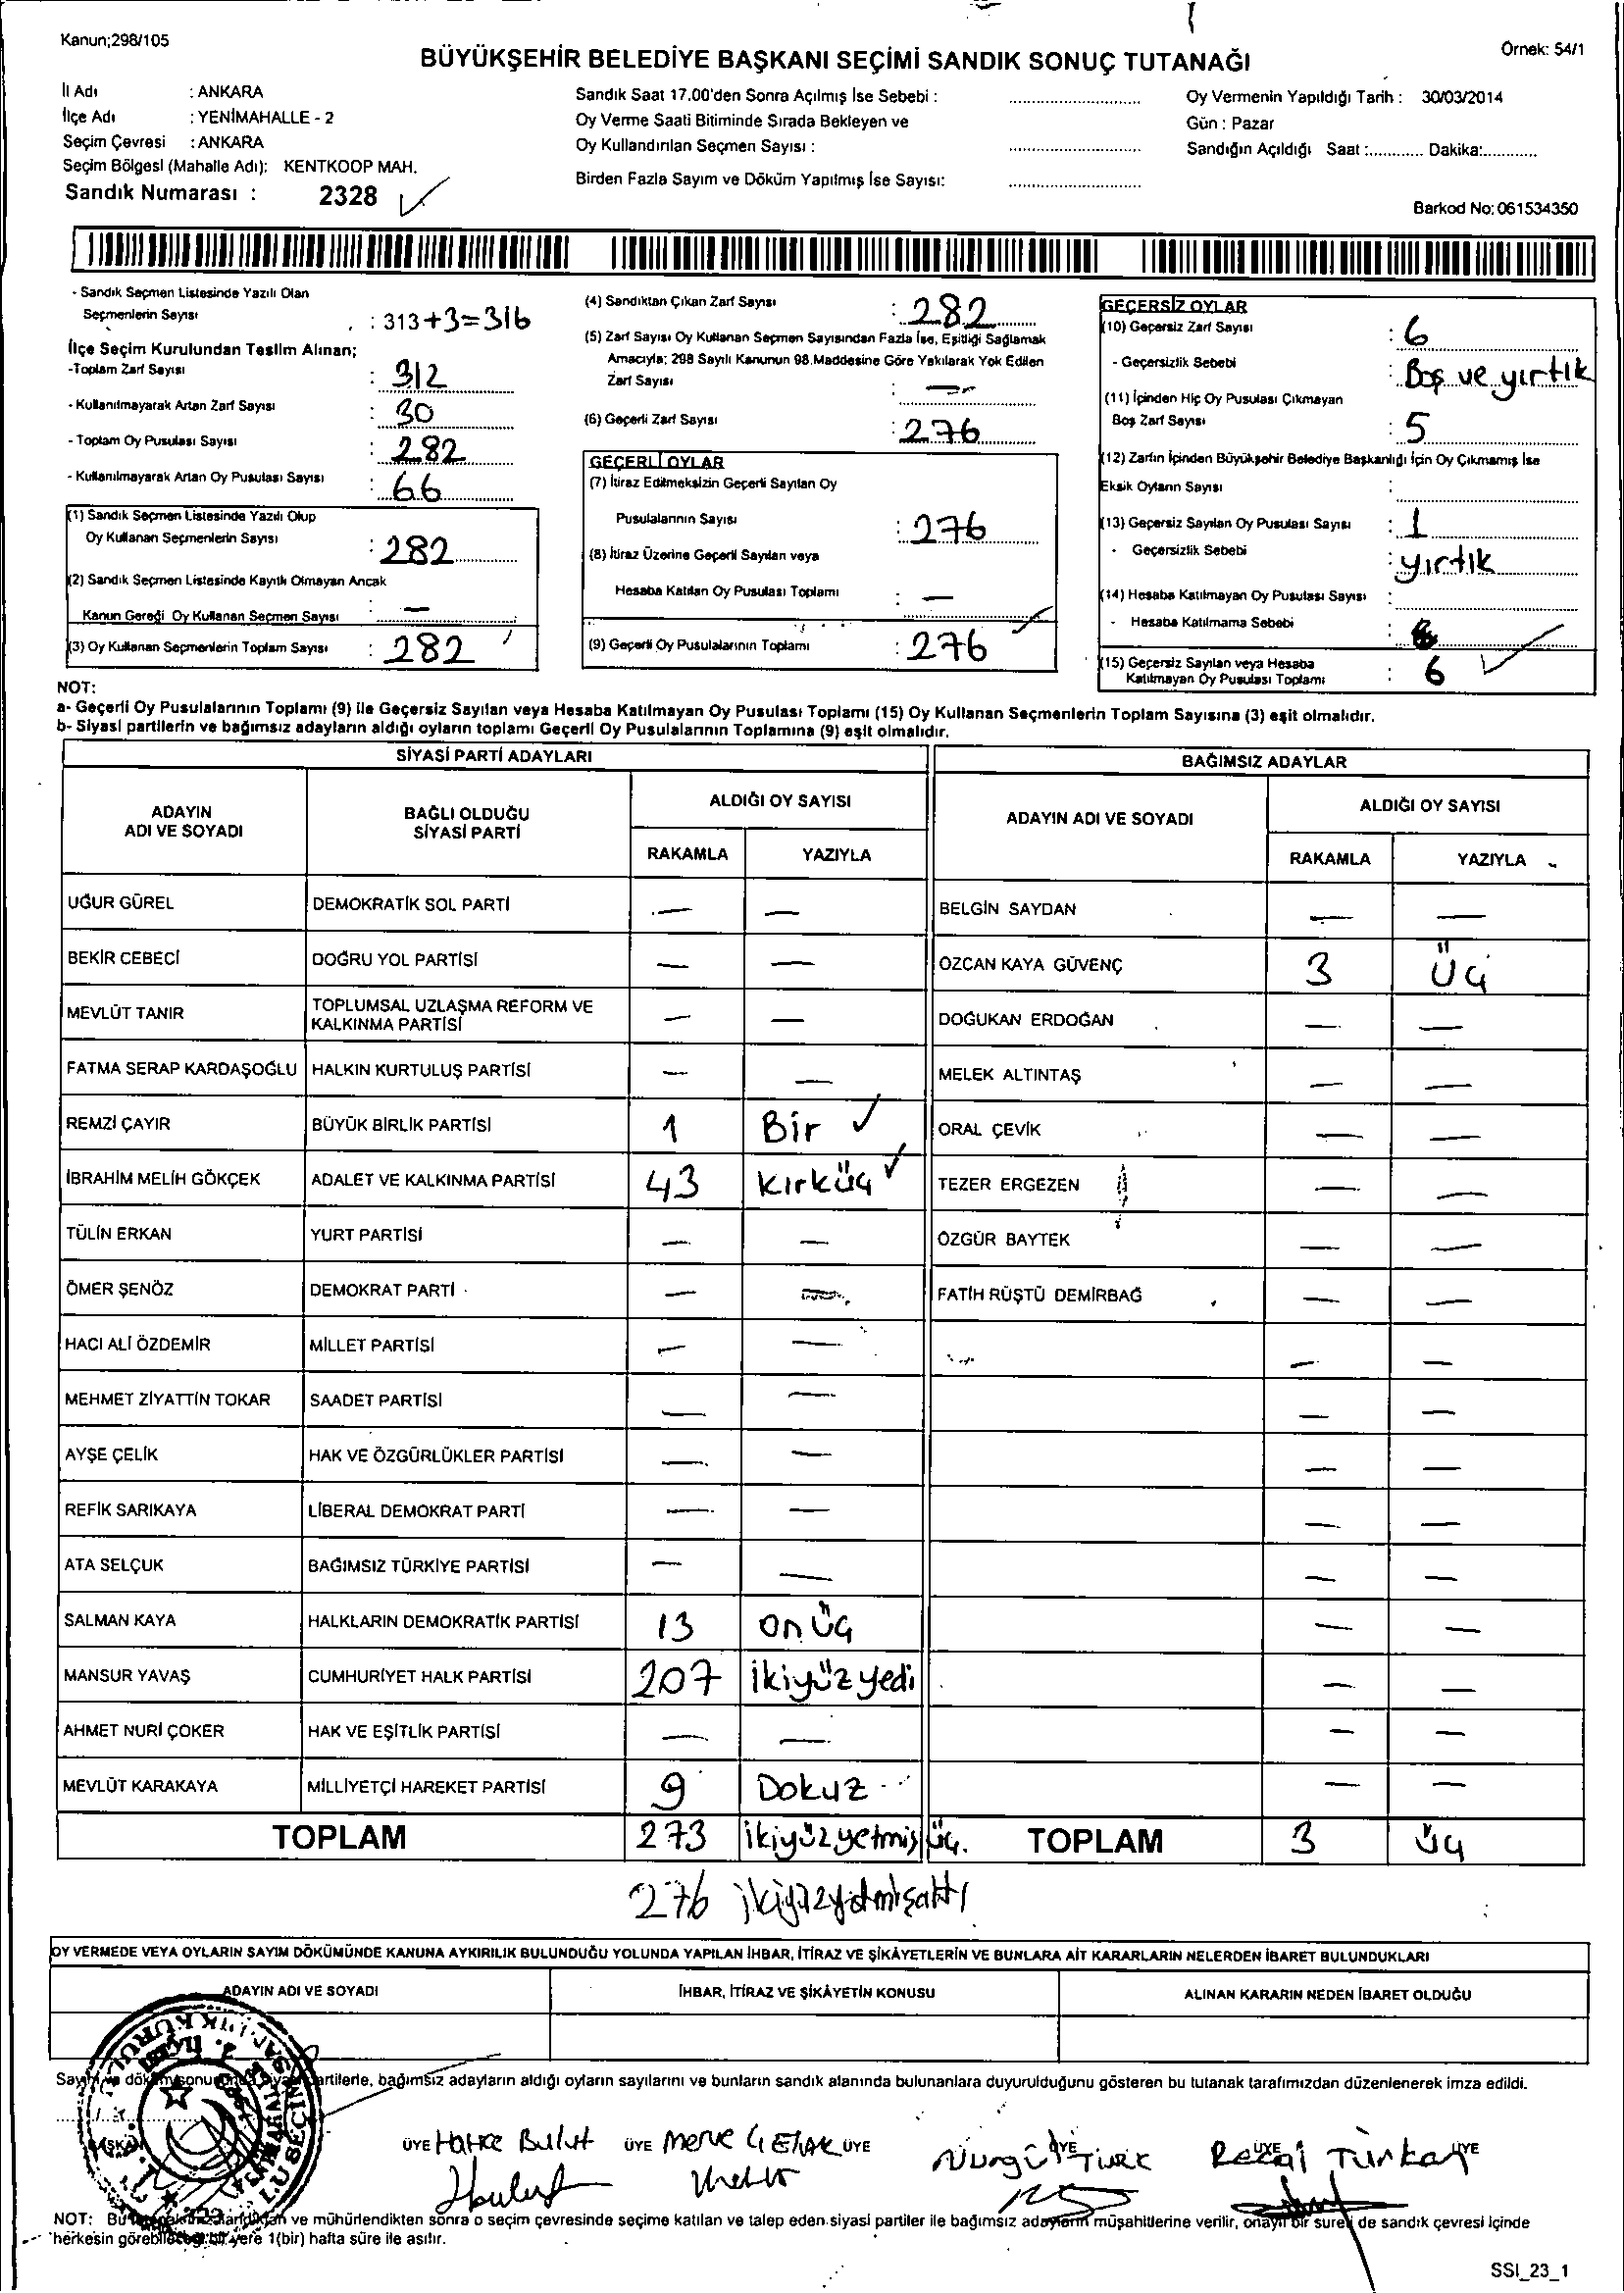 Kanun;298/105
Örnek: 54/1
BÜYÜKŞEHİR BELEDİYE BAŞKANI SEÇİMİ SANDIK SONUÇ TUTANAĞI
İl Adı : ANKARA
İlçe Adı : YENİMAHALLE - 2
Seçim Çevresi : ANKARA
Seçim Bölgesi (Mahalle Adı): KENTKOOP MAH.
Sandık Numarası : 2328
Sandık Saat 17.00'den Sonra Açılmış İse Sebebi :
Oy Verme Saati Bitiminde Sırada Bekleyen ve
Oy Kullandırılan Seçmen Sayısı :
Birden Fazla Sayım ve Döküm Yapılmış İse Sayısı:
Oy Vermenin Yapıldığı Tarih : 30/03/2014
Gün : Pazar
Sandığın Açıldığı Saat :............ Dakika:............
Barkod No: 061534350
- Sandık Seçmen Listesinde Yazılı Olan
Seçmenlerin Sayısı : 313+3=316
İlçe Seçim Kurulundan Teslim Alınan;
-Toplam Zarf Sayısı : 312
- Kullanılmayarak Artan Zarf Sayısı : 30
- Toplam Oy Pusulası Sayısı : 282
- Kullanılmayarak Artan Oy Pusulası Sayısı : 66
(1) Sandık Seçmen Listesinde Yazılı Olup
Oy Kullanan Seçmenlerin Sayısı : 282
(2) Sandık Seçmen Listesinde Kayıtlı Olmayan Ancak
Kanun Gereği Oy Kullanan Seçmen Sayısı : —
(3) Oy Kullanan Seçmenlerin Toplam Sayısı : 282
(4) Sandıktan Çıkan Zarf Sayısı : 282
(5) Zarf Sayısı Oy Kullanan Seçmen Sayısından Fazla İse, Eşitliği Sağlamak
Amacıyla; 298 Sayılı Kanunun 98.Maddesine Göre Yakılarak Yok Edilen
Zarf Sayısı : —
(6) Geçerli Zarf Sayısı : 276
GEÇERLİ OYLAR
(7) İtiraz Edilmeksizin Geçerli Sayılan Oy
Pusulalarının Sayısı : 276
(8) İtiraz Üzerine Geçerli Sayılan veya
Hesaba Katılan Oy Pusulası Toplamı : —
(9) Geçerli Oy Pusulalarının Toplamı : 276
GEÇERSİZ OYLAR
(10) Geçersiz Zarf Sayısı : 6
- Geçersizlik Sebebi : Boş ve yırtık
(11) İçinden Hiç Oy Pusulası Çıkmayan
Boş Zarf Sayısı : 5
(12) Zarfın İçinden Büyükşehir Belediye Başkanlığı İçin Oy Çıkmamış İse
Eksik Oyların Sayısı :
(13) Geçersiz Sayılan Oy Pusulası Sayısı : 1
- Geçersizlik Sebebi : yırtık
(14) Hesaba Katılmayan Oy Pusulası Sayısı :
- Hesaba Katılmama Sebebi :
(15) Geçersiz Sayılan veya Hesaba
Katılmayan Oy Pusulası Toplamı : 6
NOT:
a- Geçerli Oy Pusulalarının Toplamı (9) ile Geçersiz Sayılan veya Hesaba Katılmayan Oy Pusulası Toplamı (15) Oy Kullanan Seçmenlerin Toplam Sayısına (3) eşit olmalıdır.
b- Siyasi partilerin ve bağımsız adayların aldığı oyların toplamı Geçerli Oy Pusulalarının Toplamına (9) eşit olmalıdır.
SİYASİ PARTİ ADAYLARI
ADAYIN ADI VE SOYADI BAĞLI OLDUĞU SİYASİ PARTİ ALDIĞI OY SAYISI
RAKAMLA YAZIYLA
UĞUR GÜREL DEMOKRATİK SOL PARTİ — —
BEKİR CEBECİ DOĞRU YOL PARTİSİ — —
MEVLÜT TANIR TOPLUMSAL UZLAŞMA REFORM VE KALKINMA PARTİSİ — —
FATMA SERAP KARDAŞOĞLU HALKIN KURTULUŞ PARTİSİ — —
REMZİ ÇAYIR BÜYÜK BİRLİK PARTİSİ 1 Bir
İBRAHİM MELİH GÖKÇEK ADALET VE KALKINMA PARTİSİ 43 kırküç
TÜLİN ERKAN YURT PARTİSİ — —
ÖMER ŞENÖZ DEMOKRAT PARTİ — —
HACI ALİ ÖZDEMİR MİLLET PARTİSİ — —
MEHMET ZİYATTİN TOKAR SAADET PARTİSİ — —
AYŞE ÇELİK HAK VE ÖZGÜRLÜKLER PARTİSİ — —
REFİK SARIKAYA LİBERAL DEMOKRAT PARTİ — —
ATA SELÇUK BAĞIMSIZ TÜRKİYE PARTİSİ — —
SALMAN KAYA HALKLARIN DEMOKRATİK PARTİSİ 13 onüç
MANSUR YAVAŞ CUMHURİYET HALK PARTİSİ 207 ikiyüzyedi
AHMET NURİ ÇOKER HAK VE EŞİTLİK PARTİSİ — —
MEVLÜT KARAKAYA MİLLİYETÇİ HAREKET PARTİSİ 9 Dokuz
TOPLAM 273 ikiyüzyetmişüç.
BAĞIMSIZ ADAYLAR
ADAYIN ADI VE SOYADI ALDIĞI OY SAYISI
RAKAMLA YAZIYLA
BELGİN SAYDAN — —
ÖZCAN KAYA GÜVENÇ 3 Üç
DOĞUKAN ERDOĞAN — —
MELEK ALTINTAŞ — —
ORAL ÇEVİK — —
TEZER ERGEZEN — —
ÖZGÜR BAYTEK — —
FATİH RÜŞTÜ DEMİRBAĞ — —
— —
— —
— —
— —
— —
— —
— —
— —
— —
TOPLAM 3 üç
276 ikiyüzyetmişaltı
OY VERMEDE VEYA OYLARIN SAYIM DÖKÜMÜNDE KANUNA AYKIRILIK BULUNDUĞU YOLUNDA YAPILAN İHBAR, İTİRAZ VE ŞİKÂYETLERİN VE BUNLARA AİT KARARLARIN NELERDEN İBARET BULUNDUKLARI
ADAYIN ADI VE SOYADI İHBAR, İTİRAZ VE ŞİKÂYETİN KONUSU ALINAN KARARIN NEDEN İBARET OLDUĞU
bağımsız adayların aldığı oyların sayılarını ve bunların sandık alanında bulunanlara duyurulduğunu gösteren bu tutanak tarafımızdan düzenlenerek imza edildi.
ÜYE Hatice Bulut ÜYE Merve ÜYE Nurgül Türk ÜYE ÜYE
NOT: ve mühürlendikten sonra o seçim çevresinde seçime katılan ve talep eden siyasi partiler ile bağımsız adayların müşahitlerine verilir, onaylı bir sureti de sandık çevresi içinde
herkesin görebileceği bir yere 1(bir) hafta süre ile asılır.
SSI_23_1